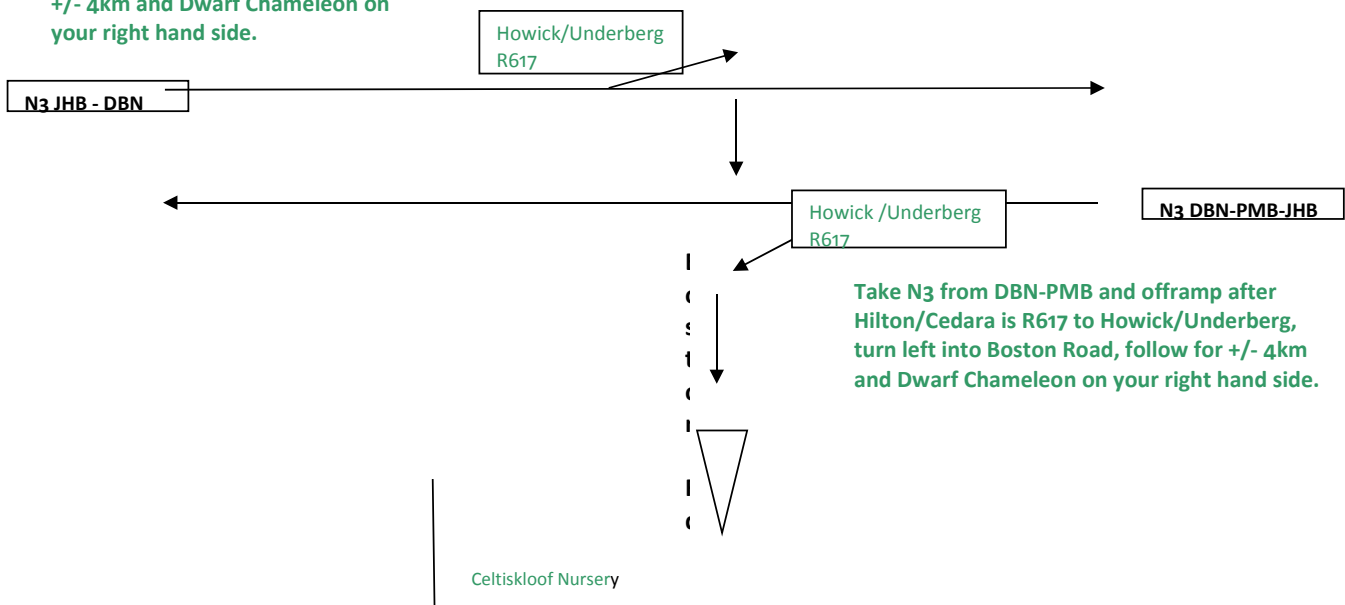 +/- 4km and Dwarf Chameleon on
your right hand side.
Howick/Underberg
R617
N3 JHB - DBN
Howick /Underberg
R617
N3 DBN-PMB-JHB
Take N3 from DBN-PMB and offramp after
Hilton/Cedara is R617 to Howick/Underberg,
turn left into Boston Road, follow for +/- 4km
and Dwarf Chameleon on your right hand side.
Celtiskloof Nursery